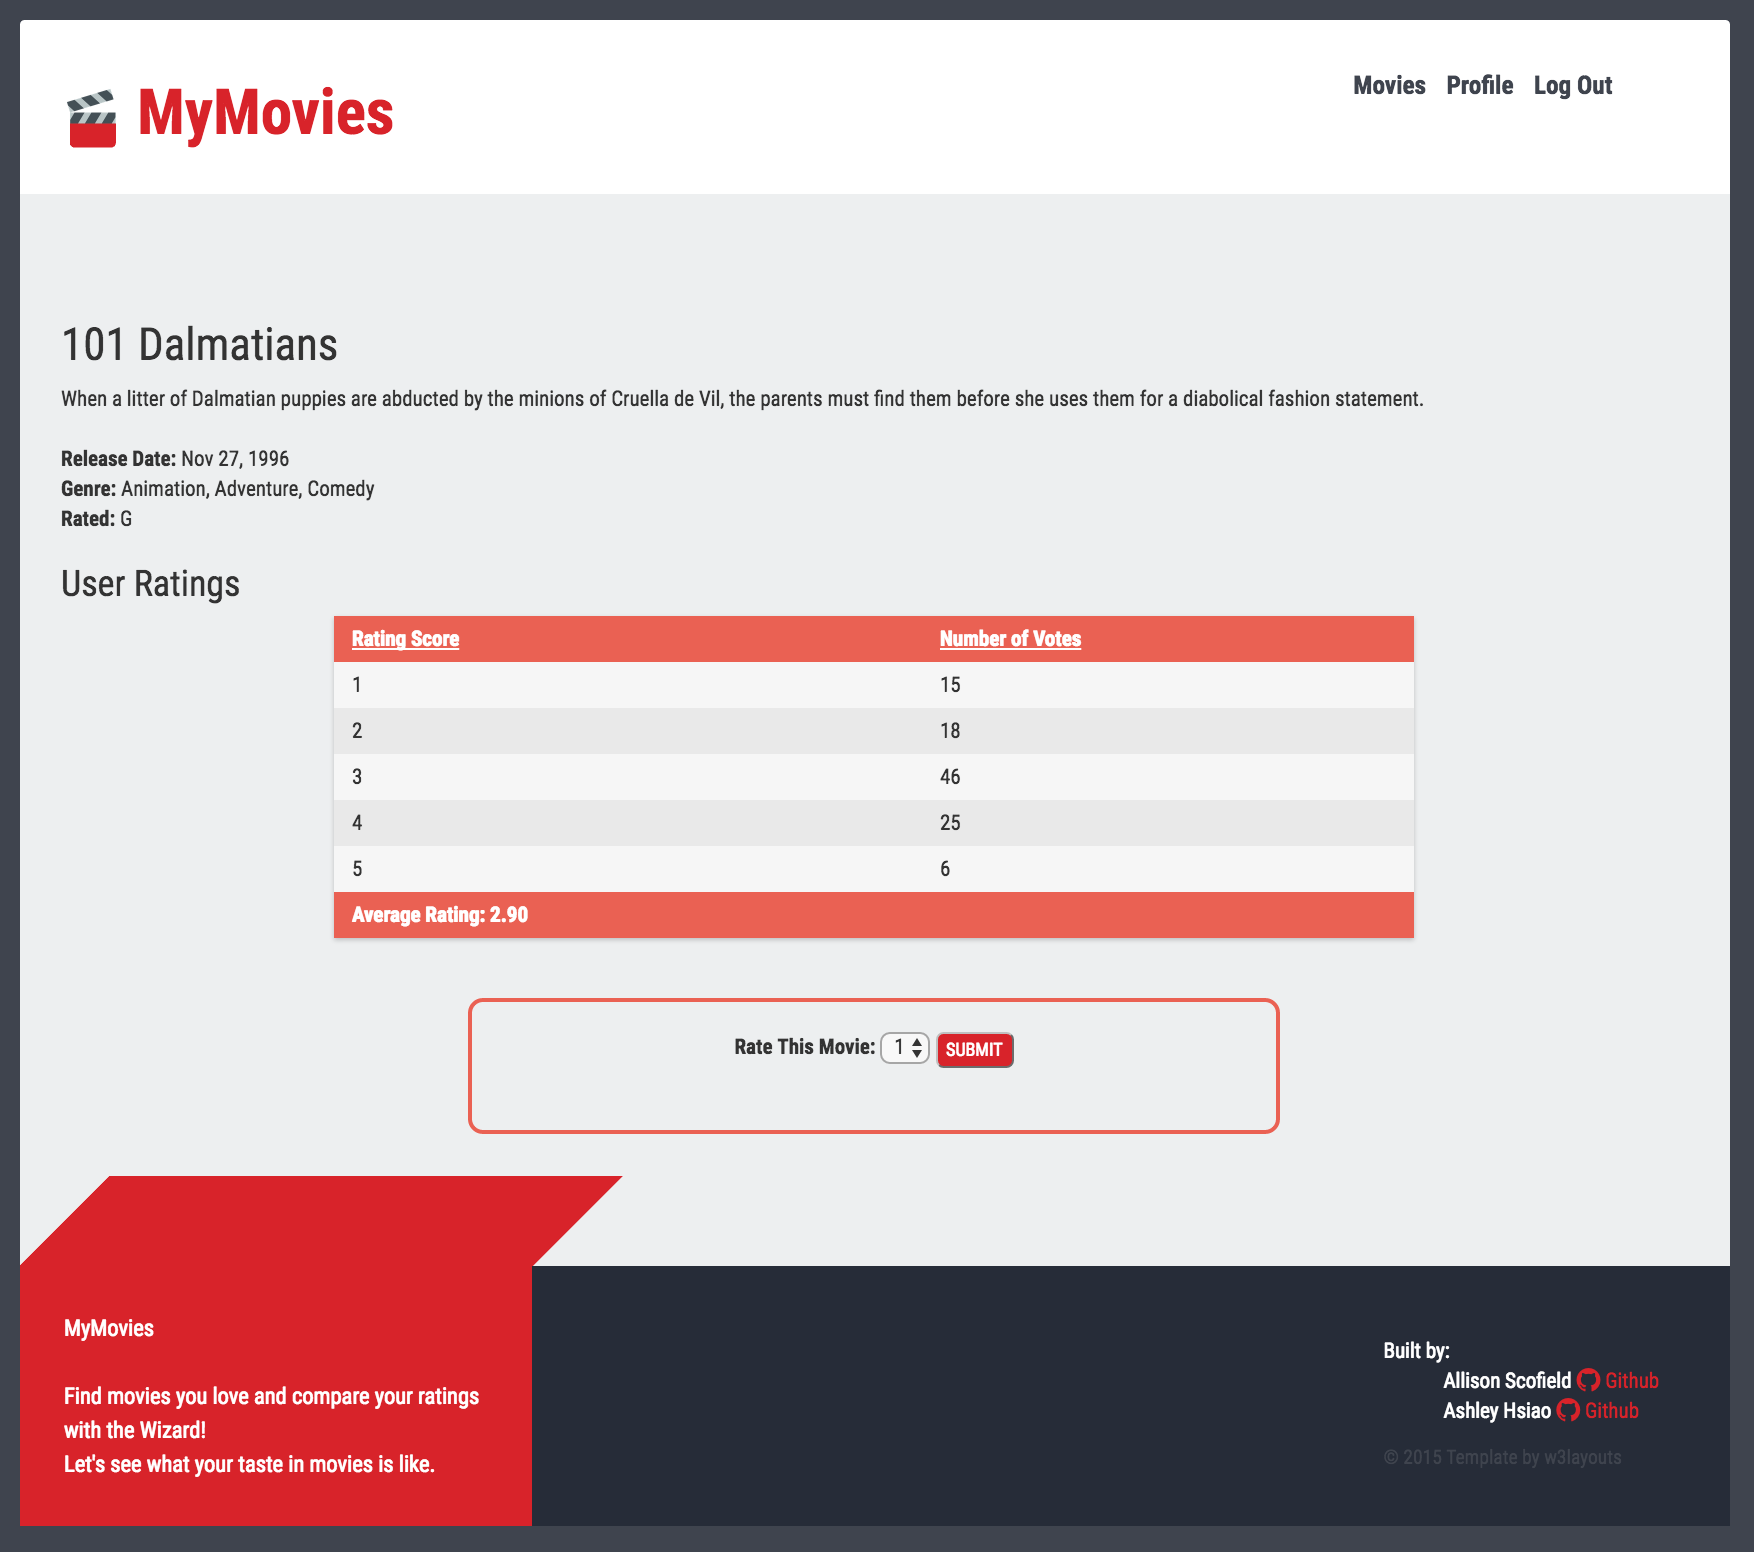 MyMovies
Movies Profile Log Out
101 Dalmatians
When a litter of Dalmatian puppies are abducted by the minions of Cruella de Vil, the parents must find them before she uses them for a diabolical fashion statement.
Release Date: Nov 27, 1996
Genre: Animation, Adventure, Comedy
Rated: G
User Ratings
Rating Score Number of Votes
1 15
2 18
3 46
4 25
5 6
Average Rating: 2.90
Rate This Movie: 1 SUBMIT
MyMovies
Find movies you love and compare your ratings
with the Wizard!
Let's see what your taste in movies is like.
Built by:
Allison Scofield Github
Ashley Hsiao Github
© 2015 Template by w3layouts